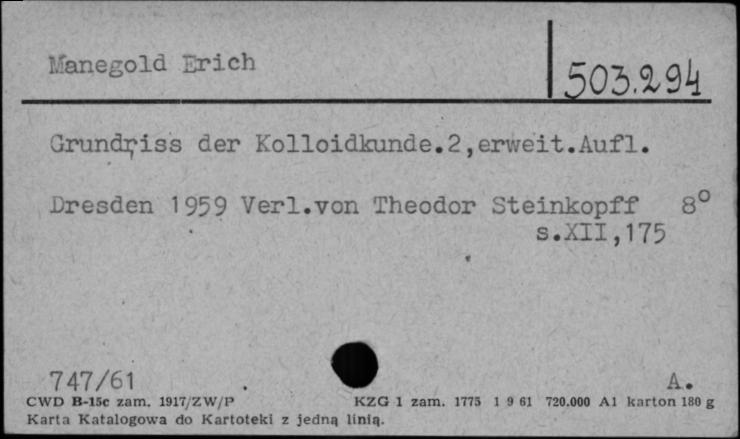 Manegold Erich
503.294
Grundriss der Kolloidkunde.2,erweit.Aufl.
Dresden 1959 Verl.von Theodor Steinkopff 8°
s.XII,175
747/61
A.
CWD B-15c zam. 1917/ZW/P KZG 1 zam. 1775 1 9 61 720.000 A1 karton 180 g
Karta Katalogowa do Kartoteki z jedną linią.